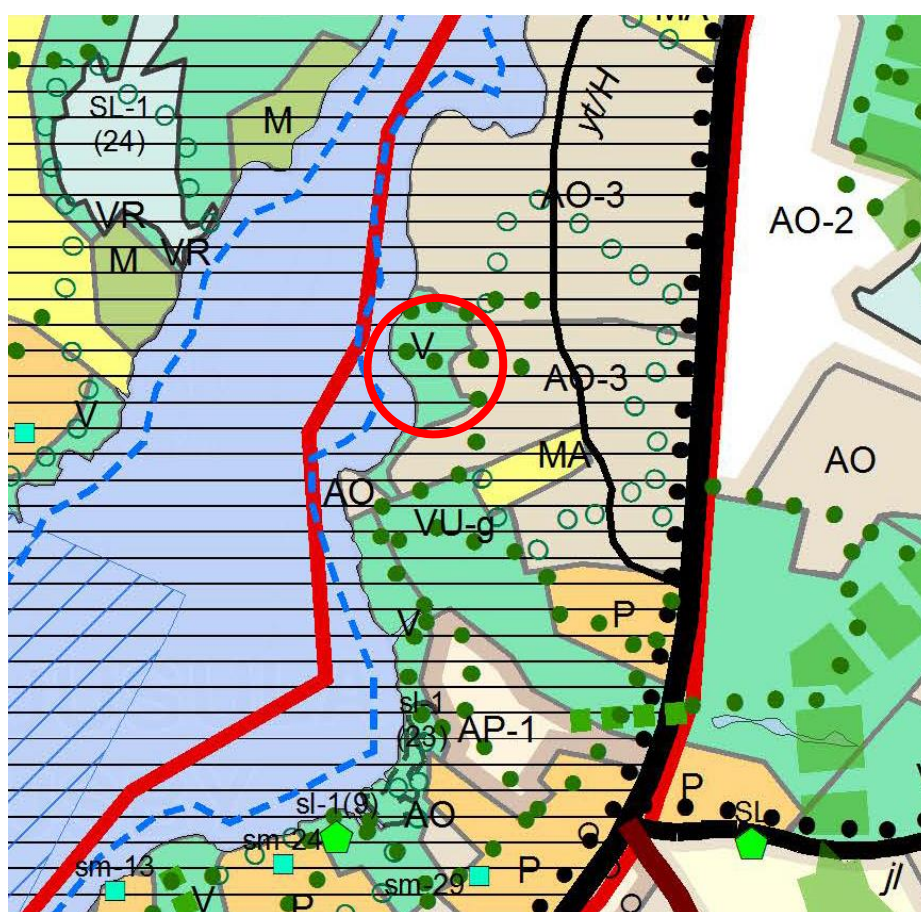 MA
yt/H
SL-1
(24)
M
AO-3
VR
VR
M
AO-2
V
AO-3
V
MA
AO
AO
VU-g
P
V
sl-1
(23)
AP-1
P
sl-1(9)
AO
SL
sm-24
sm-13
sm-29
P
jl
V
P